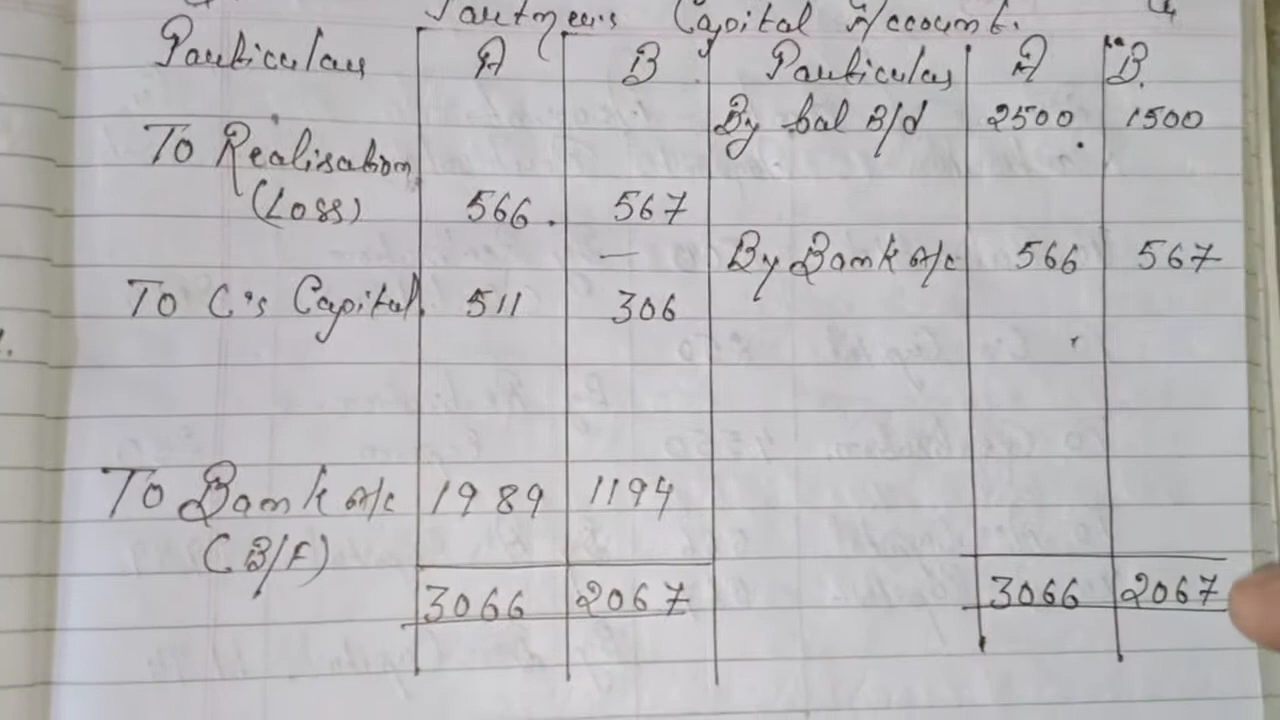 Partners Capital Account.
Particulars A B Particulars A B.
By bal B/d 2500 1500
To Realisation
(Loss) 566. 567
— By Bank A/c 566 567
To C's Capital. 511 306
To Bank A/c 1989 1194
(B/F)
3066 2067 3066 2067